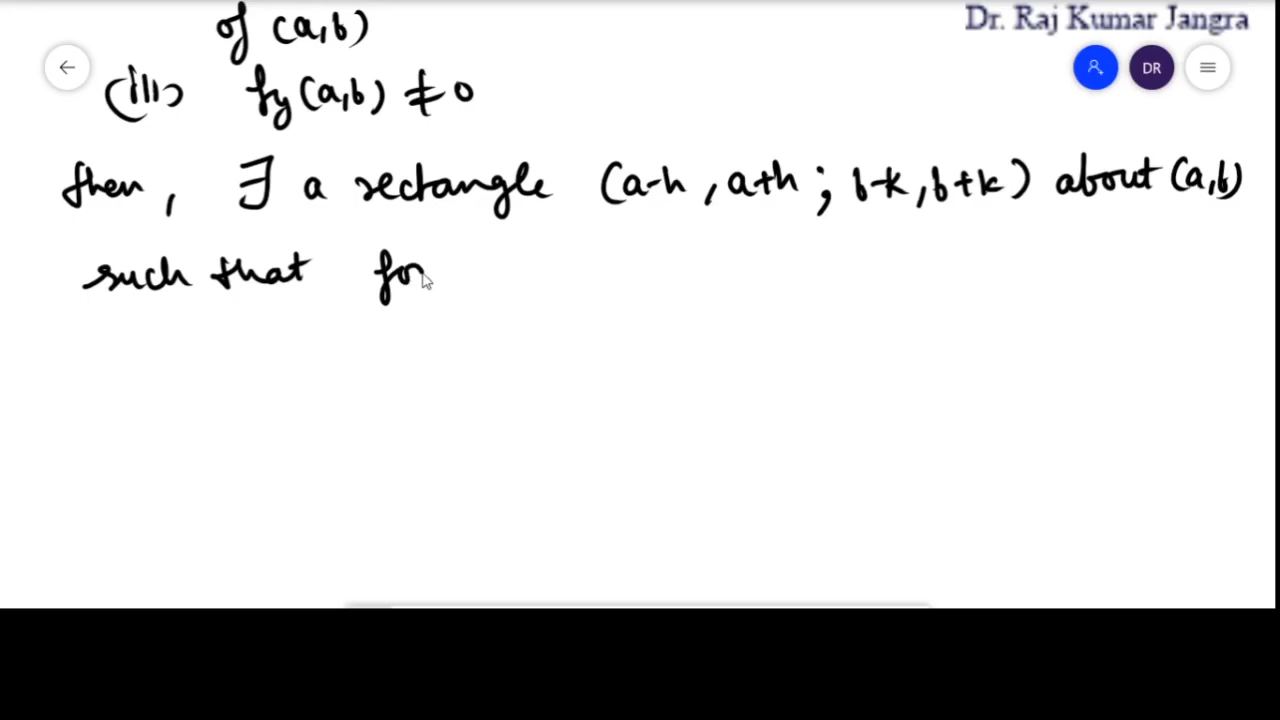 Dr. Raj Kumar Jangra
of (a,b)
DR
(iii) fy(a,b) ≠ 0
then, ∃ a rectangle (a-h, a+h; b-k, b+k) about (a,b)
such that for